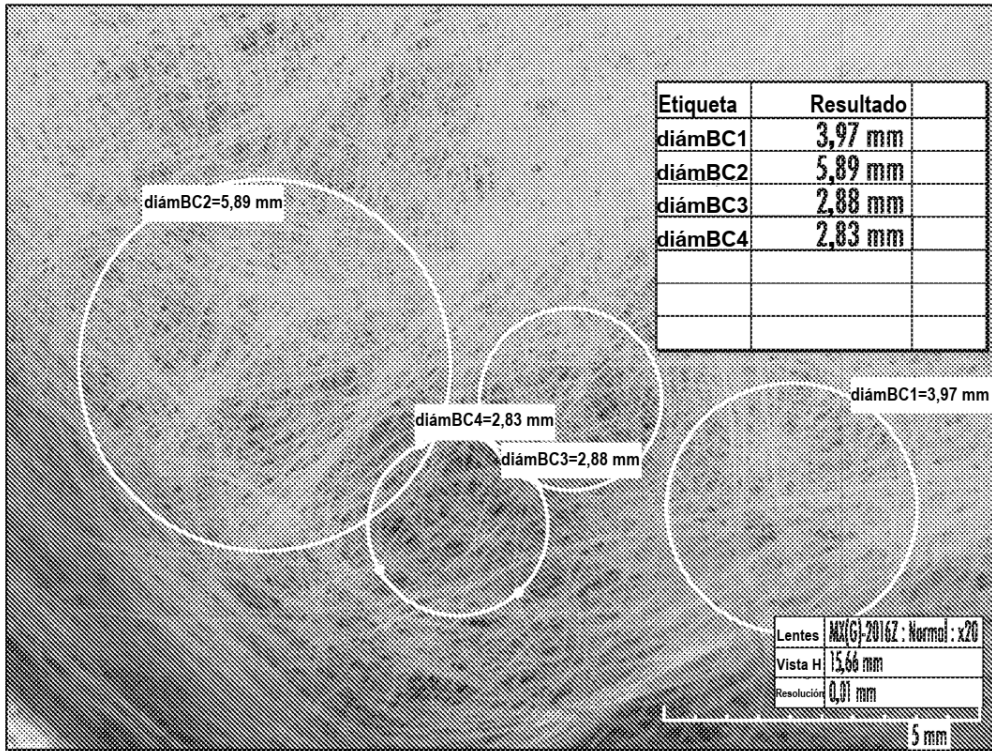 Etiqueta Resultado
diámBC1 3,97 mm
diámBC2 5,89 mm
diámBC3 2,88 mm
diámBC4 2,83 mm
diámBC2=5,89 mm
diámBC1=3,97 mm
diámBC4=2,83 mm
diámBC3=2,88 mm
Lentes MX(G)-2016Z : Normal : x20
Vista H 15,66 mm
Resolución 0,01 mm
5 mm